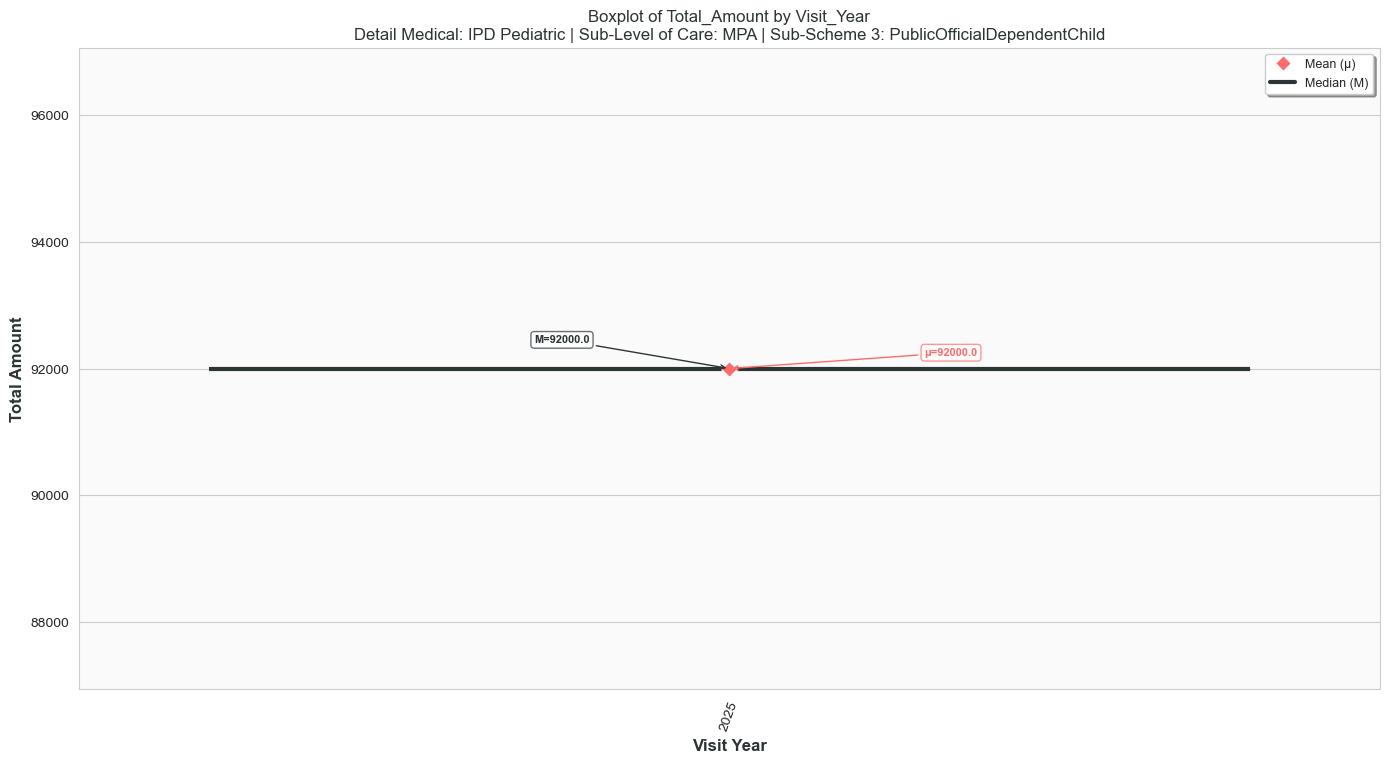 Boxplot of Total_Amount by Visit_Year
Detail Medical: IPD Pediatric | Sub-Level of Care: MPA | Sub-Scheme 3: PublicOfficialDependentChild
Mean (μ)
Median (M)
96000
94000
92000
90000
88000
Total Amount
M=92000.0
μ=92000.0
2025
Visit Year